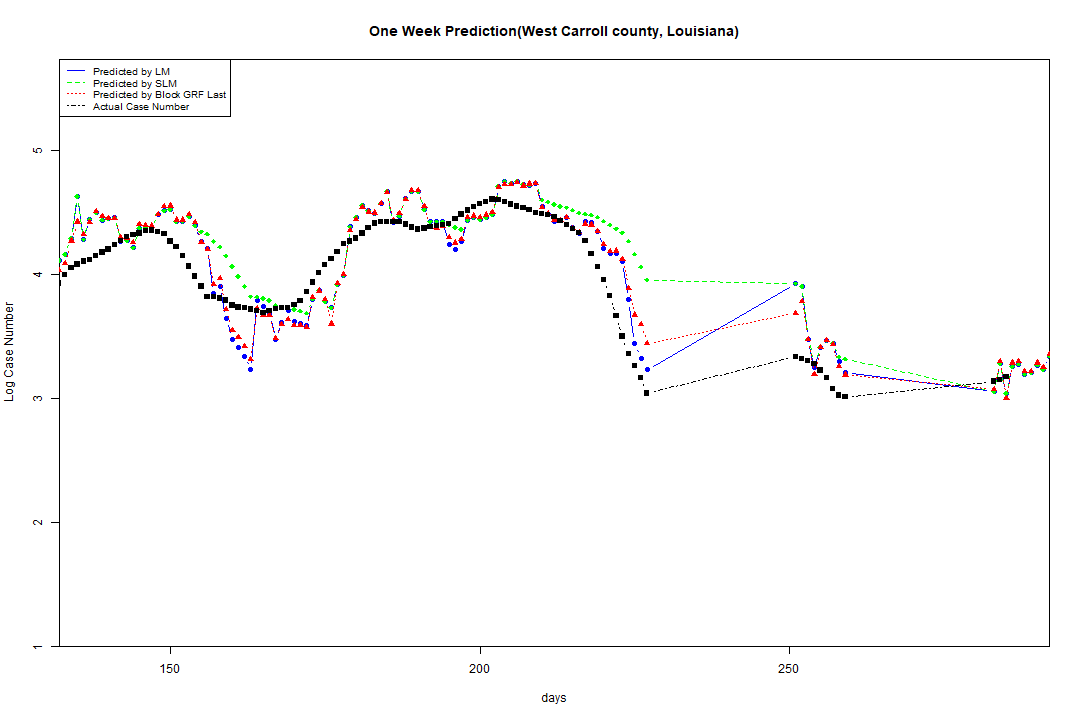 One Week Prediction(West Carroll county, Louisiana)
Predicted by LM
Predicted by SLM
Predicted by Block GRF Last
Actual Case Number
5
4
3
2
1
Log Case Number
150
200
250
days